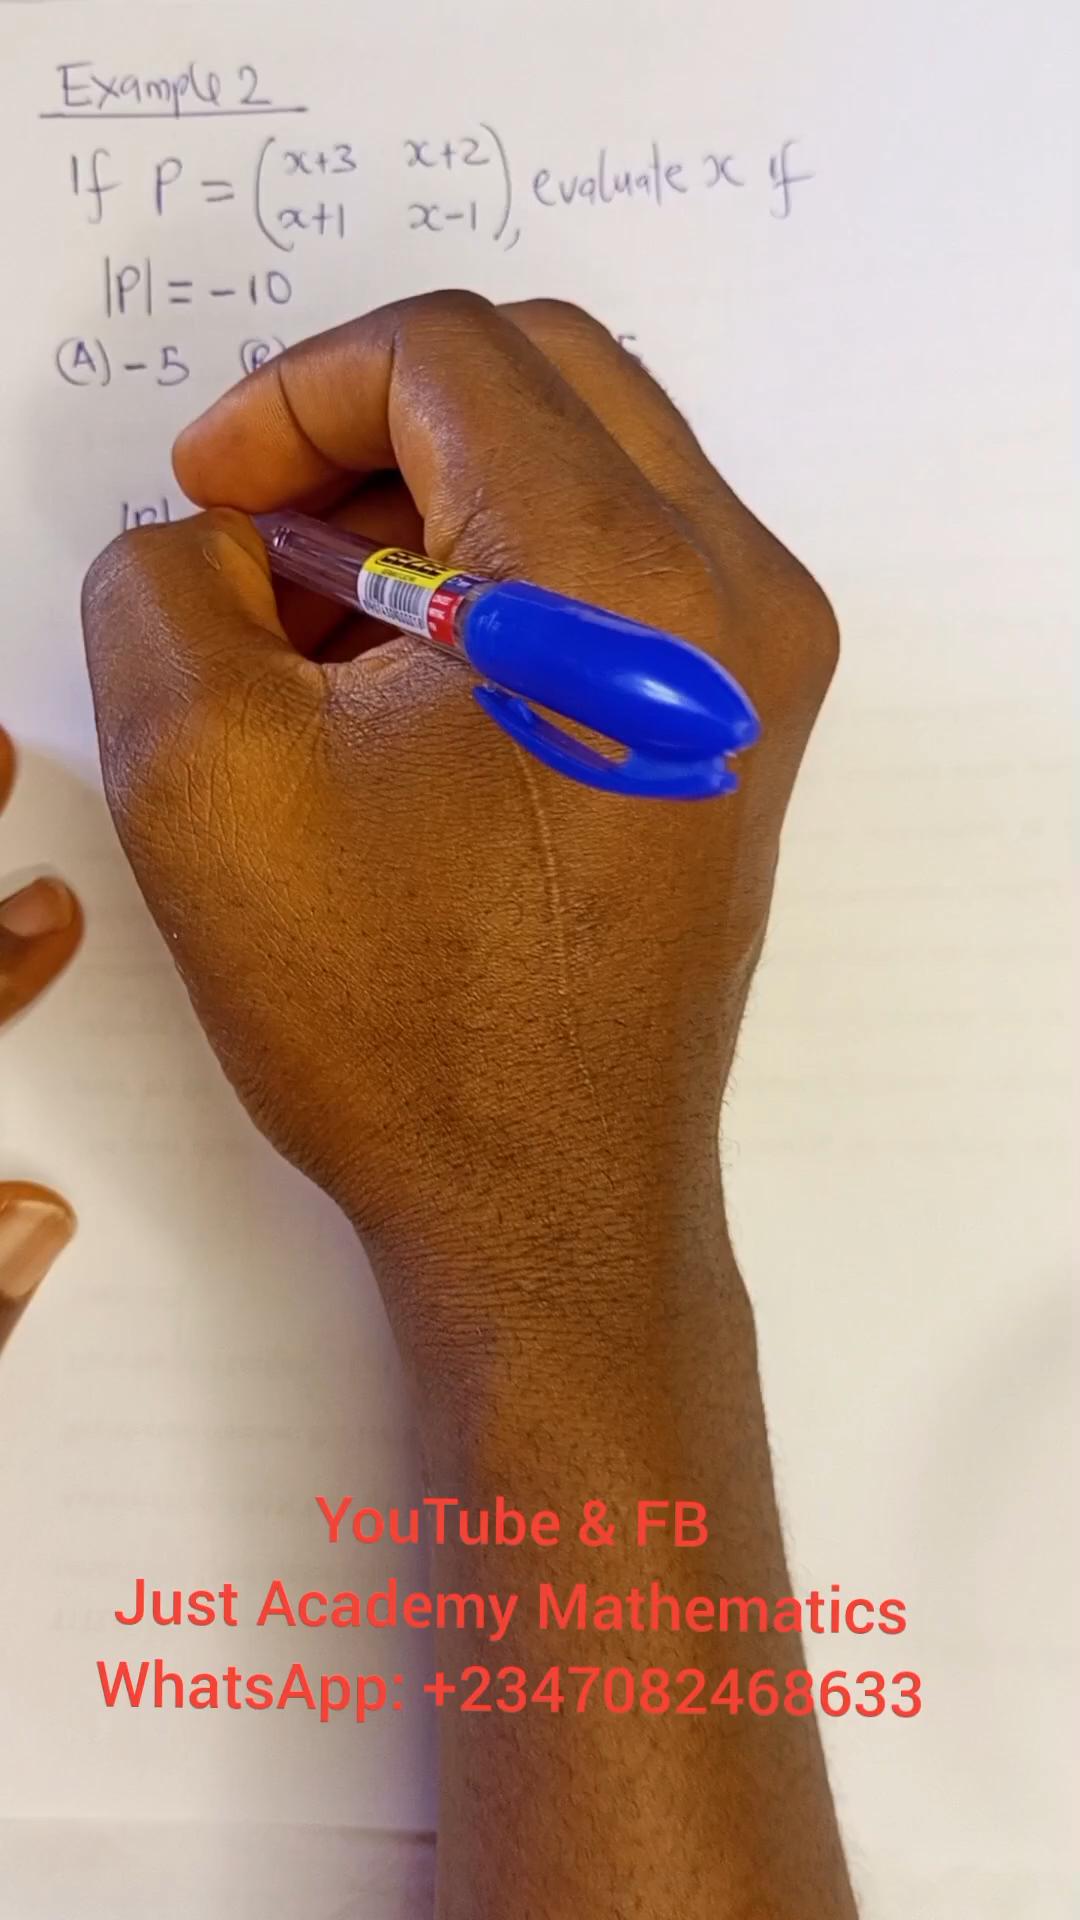 Example 2
If P = (x+3 x+2
x+1 x-1), evaluate x if
|P| = -10
(A) -5
|P|
YouTube & FB
Just Academy Mathematics
WhatsApp: +2347082468633